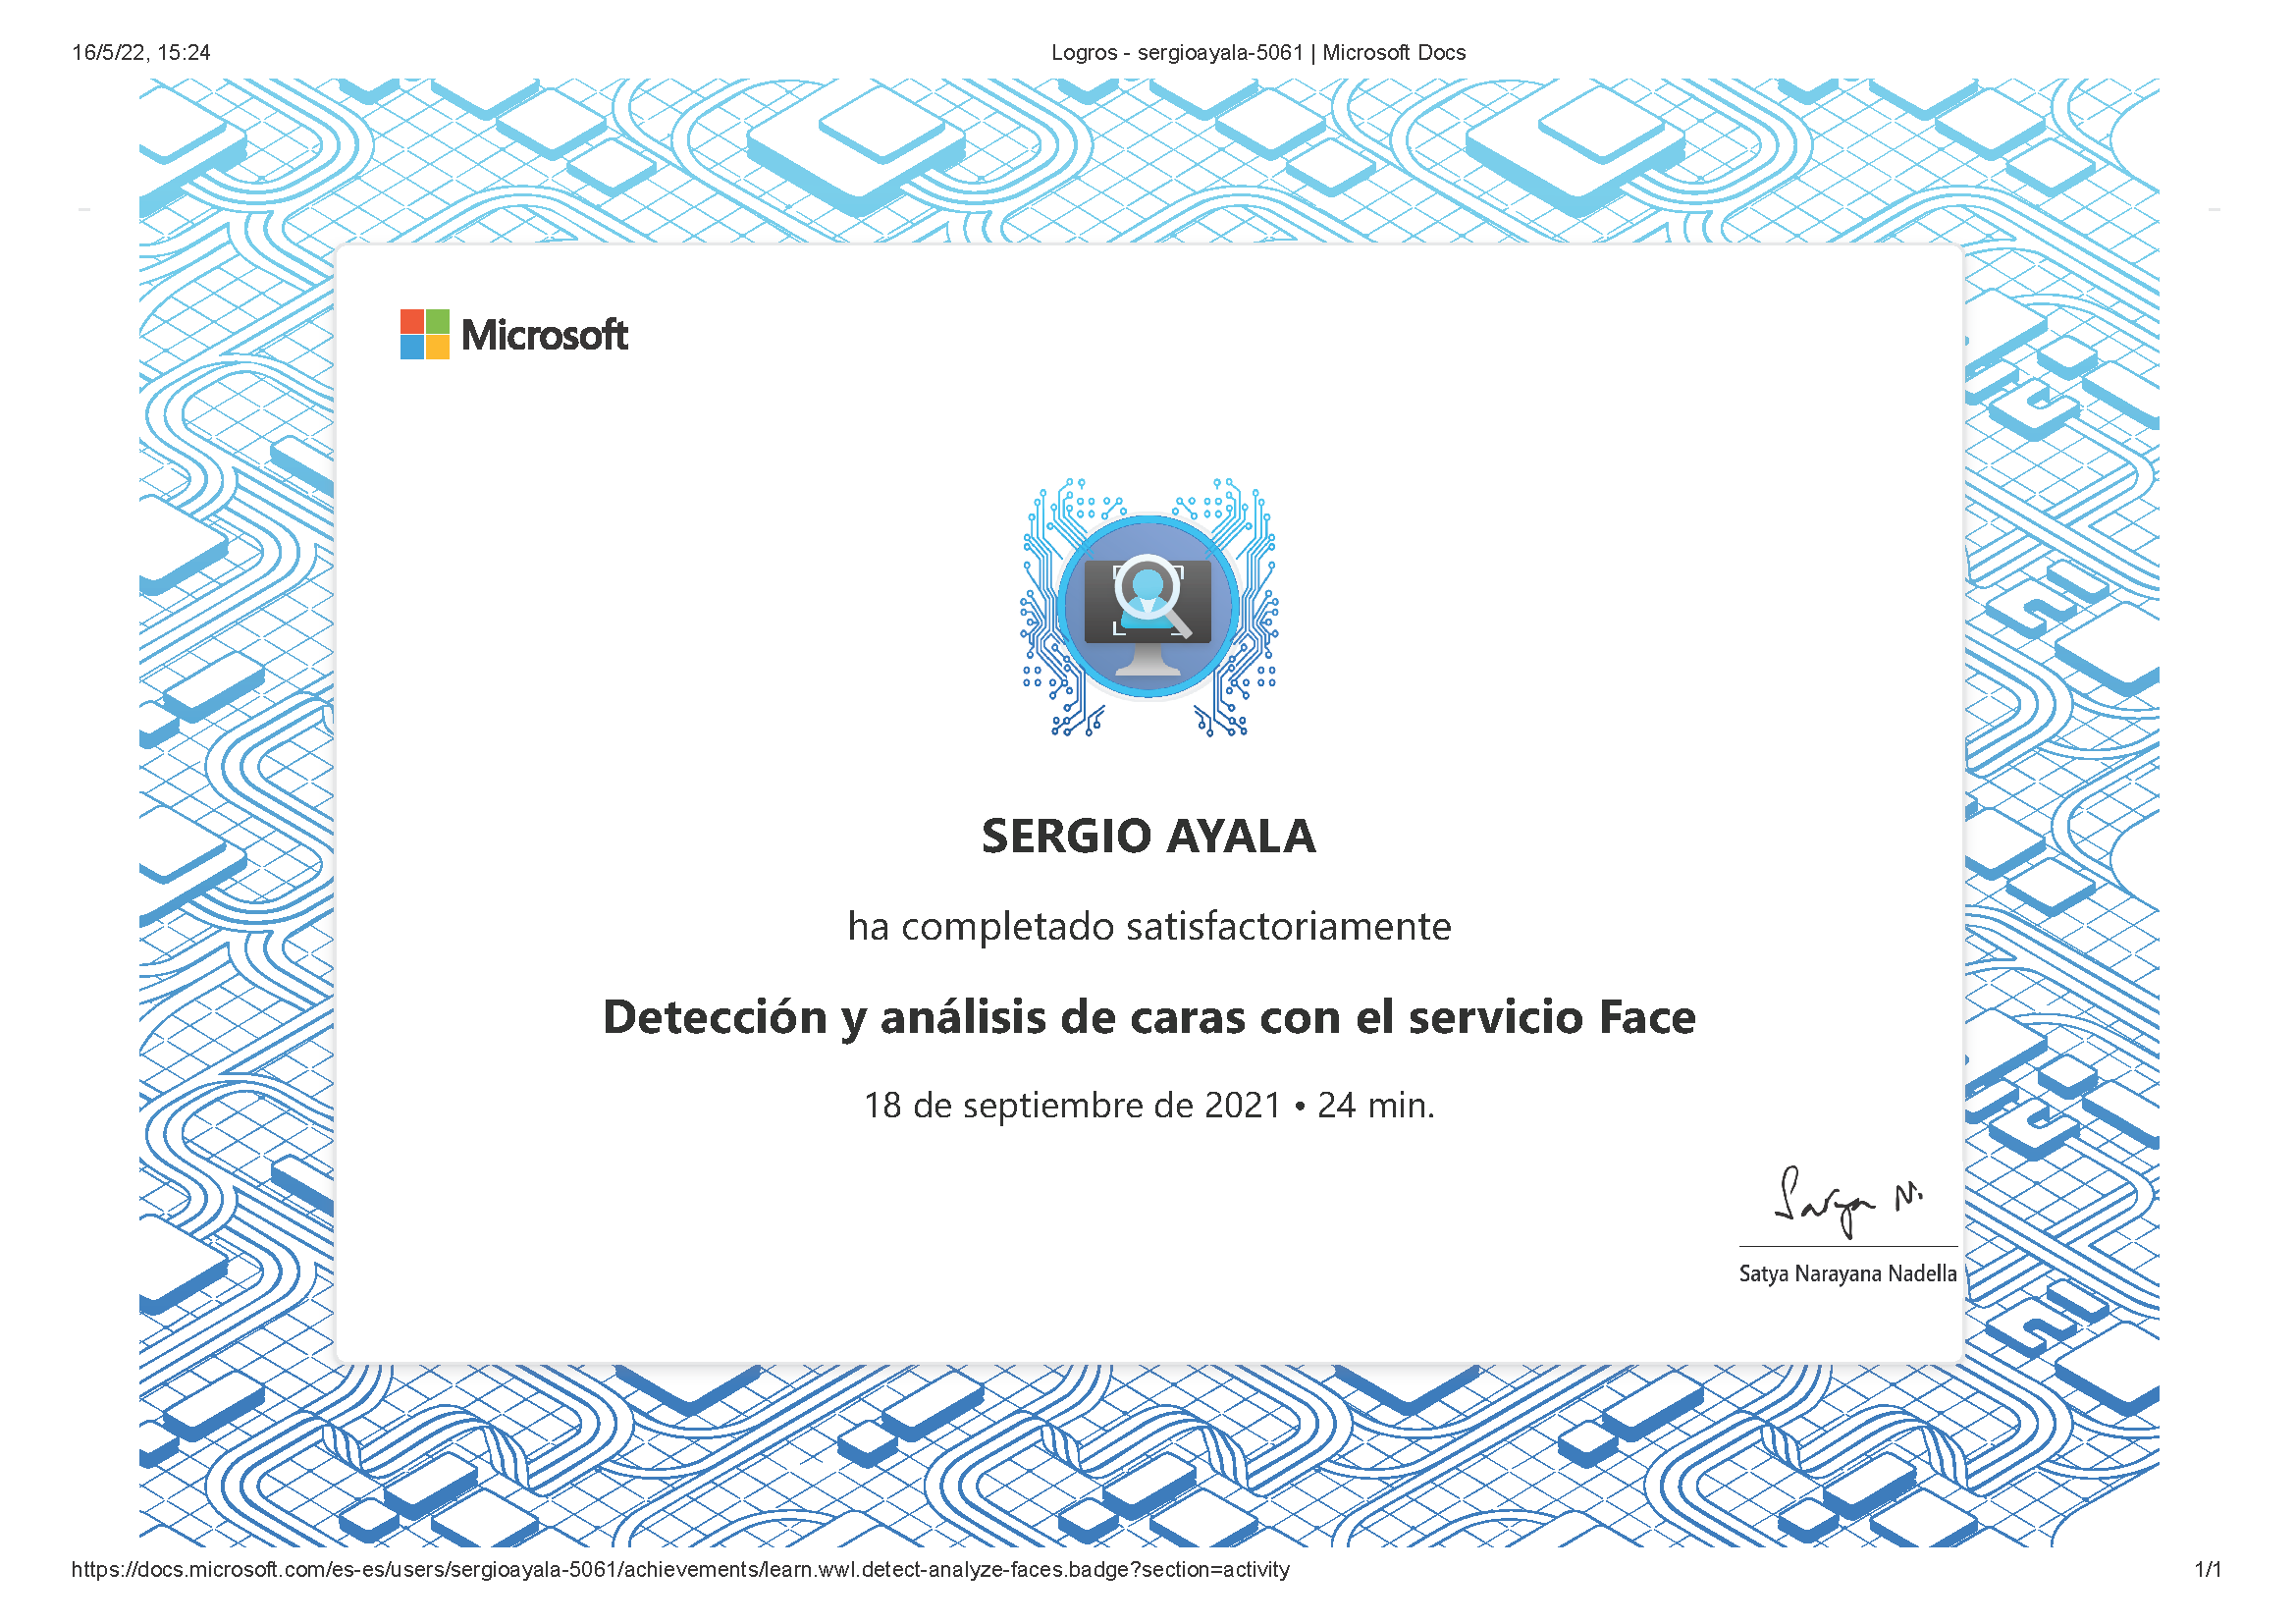 16/5/22, 15:24
Logros - sergioayala-5061 | Microsoft Docs
Microsoft
SERGIO AYALA
ha completado satisfactoriamente
Detección y análisis de caras con el servicio Face
18 de septiembre de 2021 • 24 min.
Satya N.
Satya Narayana Nadella
https://docs.microsoft.com/es-es/users/sergioayala-5061/achievements/learn.wwl.detect-analyze-faces.badge?section=activity
1/1